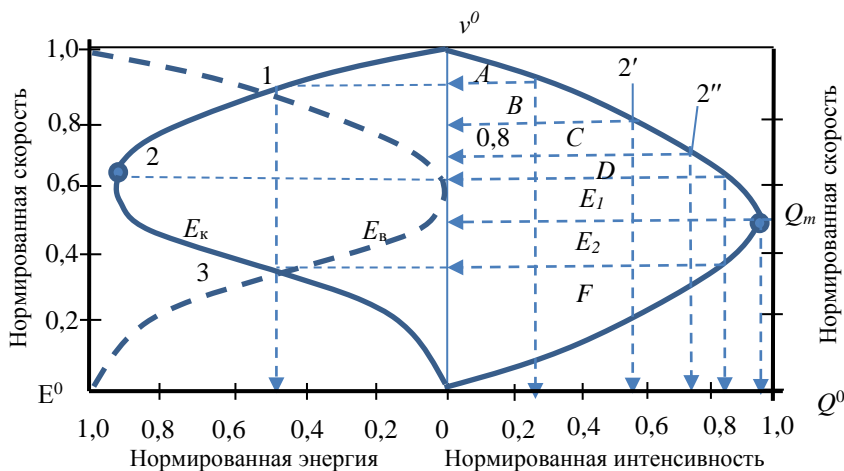 v⁰
1,0
1
A
2′
2′′
B
0,8
0,8
C
2
D
0,6
E₁
Eк
Eв
Qm
E₂
3
0,4
F
0,2
Нормированная скорость
Нормированная скорость
E⁰
Q⁰
1,0 0,8 0,6 0,4 0,2 0 0,2 0,4 0,6 0,8 1,0
Нормированная энергия Нормированная интенсивность